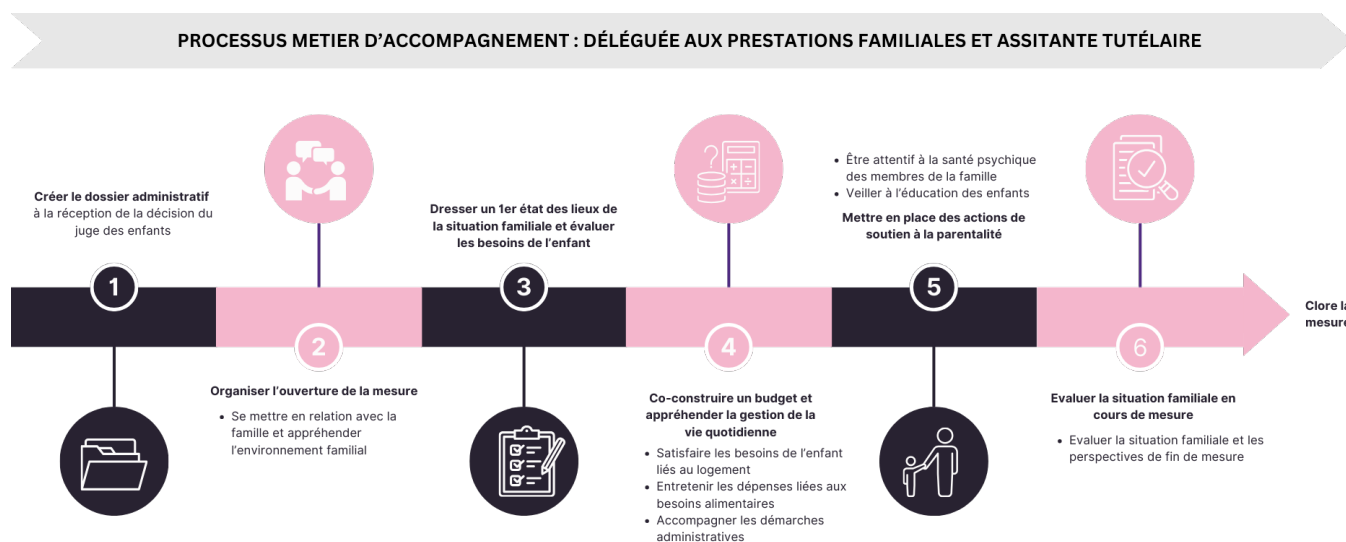 PROCESSUS METIER D’ACCOMPAGNEMENT : DÉLÉGUÉE AUX PRESTATIONS FAMILIALES ET ASSITANTE TUTÉLAIRE
Créer le dossier administratif
à la réception de la décision du
juge des enfants
1
2
Organiser l’ouverture de la mesure
• Se mettre en relation avec la
famille et appréhender
l’environnement familial
Dresser un 1er état des lieux de
la situation familiale et évaluer
les besoins de l’enfant
3
?
4
Co-construire un budget et
appréhender la gestion de la
vie quotidienne
• Satisfaire les besoins de l’enfant
liés au logement
• Entretenir les dépenses liées aux
besoins alimentaires
• Accompagner les démarches
administratives
• Être attentif à la santé psychique
des membres de la famille
• Veiller à l’éducation des enfants
Mettre en place des actions de
soutien à la parentalité
5
6
Evaluer la situation familiale en
cours de mesure
• Evaluer la situation familiale et les
perspectives de fin de mesure
Clore la
mesure